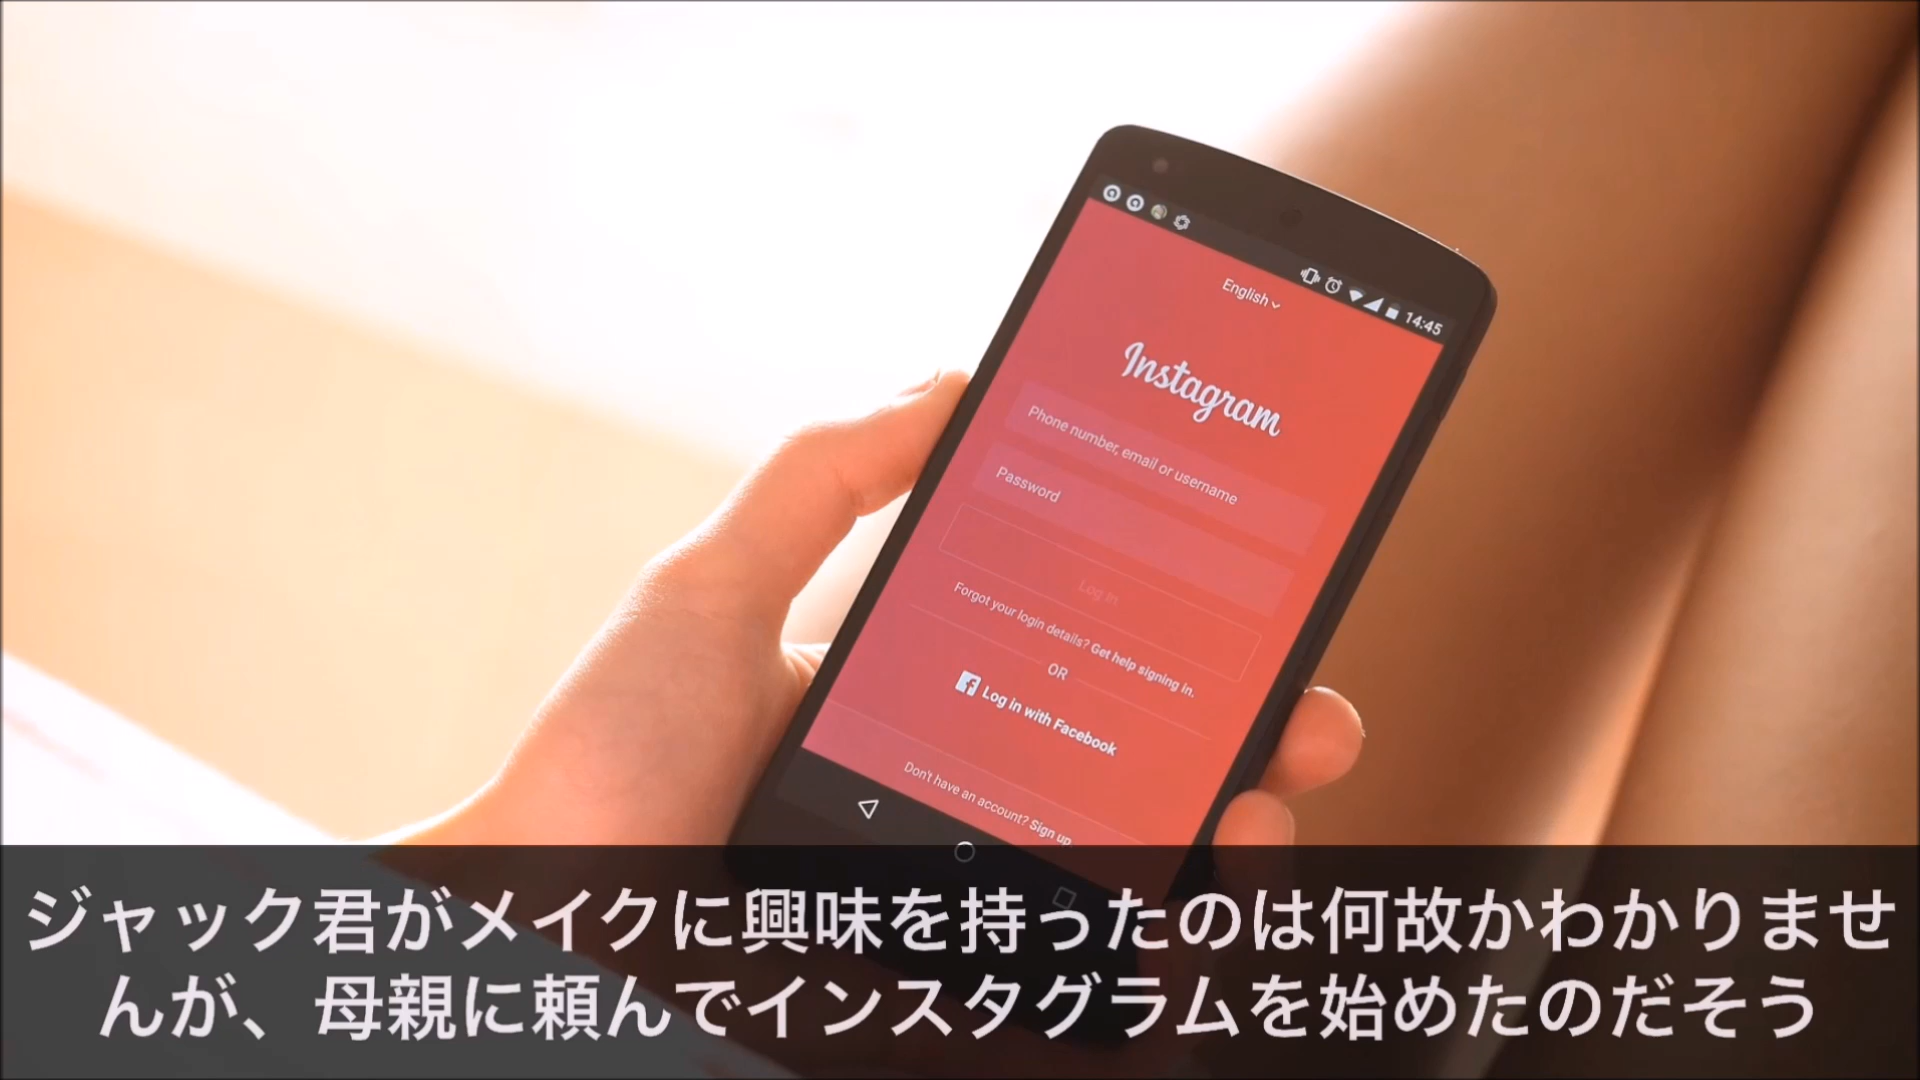 14:45
English
Instagram
Phone number, email or username
Password
Log In
Forgot your login details? Get help signing in.
OR
Log in with Facebook
Don't have an account? Sign up.
ジャック君がメイクに興味を持ったのは何故かわかりませ
んが、母親に頼んでインスタグラムを始めたのだそう